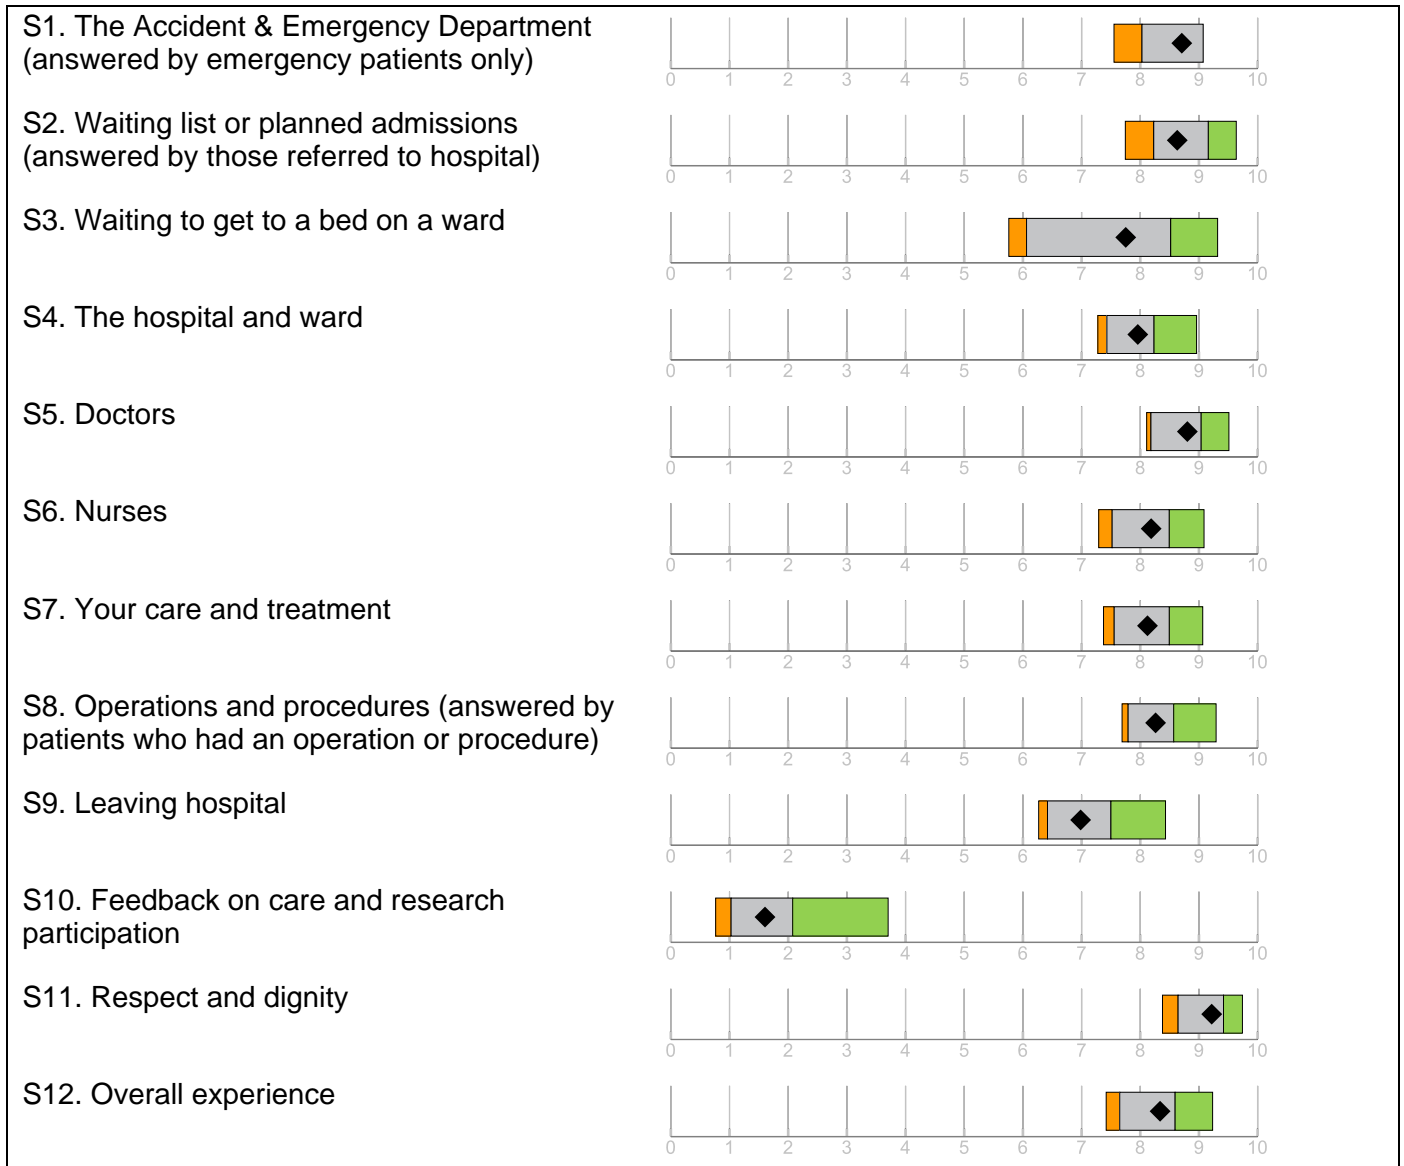 S1. The Accident & Emergency Department
(answered by emergency patients only)
0 1 2 3 4 5 6 7 8 9 10
S2. Waiting list or planned admissions
(answered by those referred to hospital)
0 1 2 3 4 5 6 7 8 9 10
S3. Waiting to get to a bed on a ward
0 1 2 3 4 5 6 7 8 9 10
S4. The hospital and ward
0 1 2 3 4 5 6 7 8 9 10
S5. Doctors
0 1 2 3 4 5 6 7 8 9 10
S6. Nurses
0 1 2 3 4 5 6 7 8 9 10
S7. Your care and treatment
0 1 2 3 4 5 6 7 8 9 10
S8. Operations and procedures (answered by
patients who had an operation or procedure)
0 1 2 3 4 5 6 7 8 9 10
S9. Leaving hospital
0 1 2 3 4 5 6 7 8 9 10
S10. Feedback on care and research
participation
0 1 2 3 4 5 6 7 8 9 10
S11. Respect and dignity
0 1 2 3 4 5 6 7 8 9 10
S12. Overall experience
0 1 2 3 4 5 6 7 8 9 10